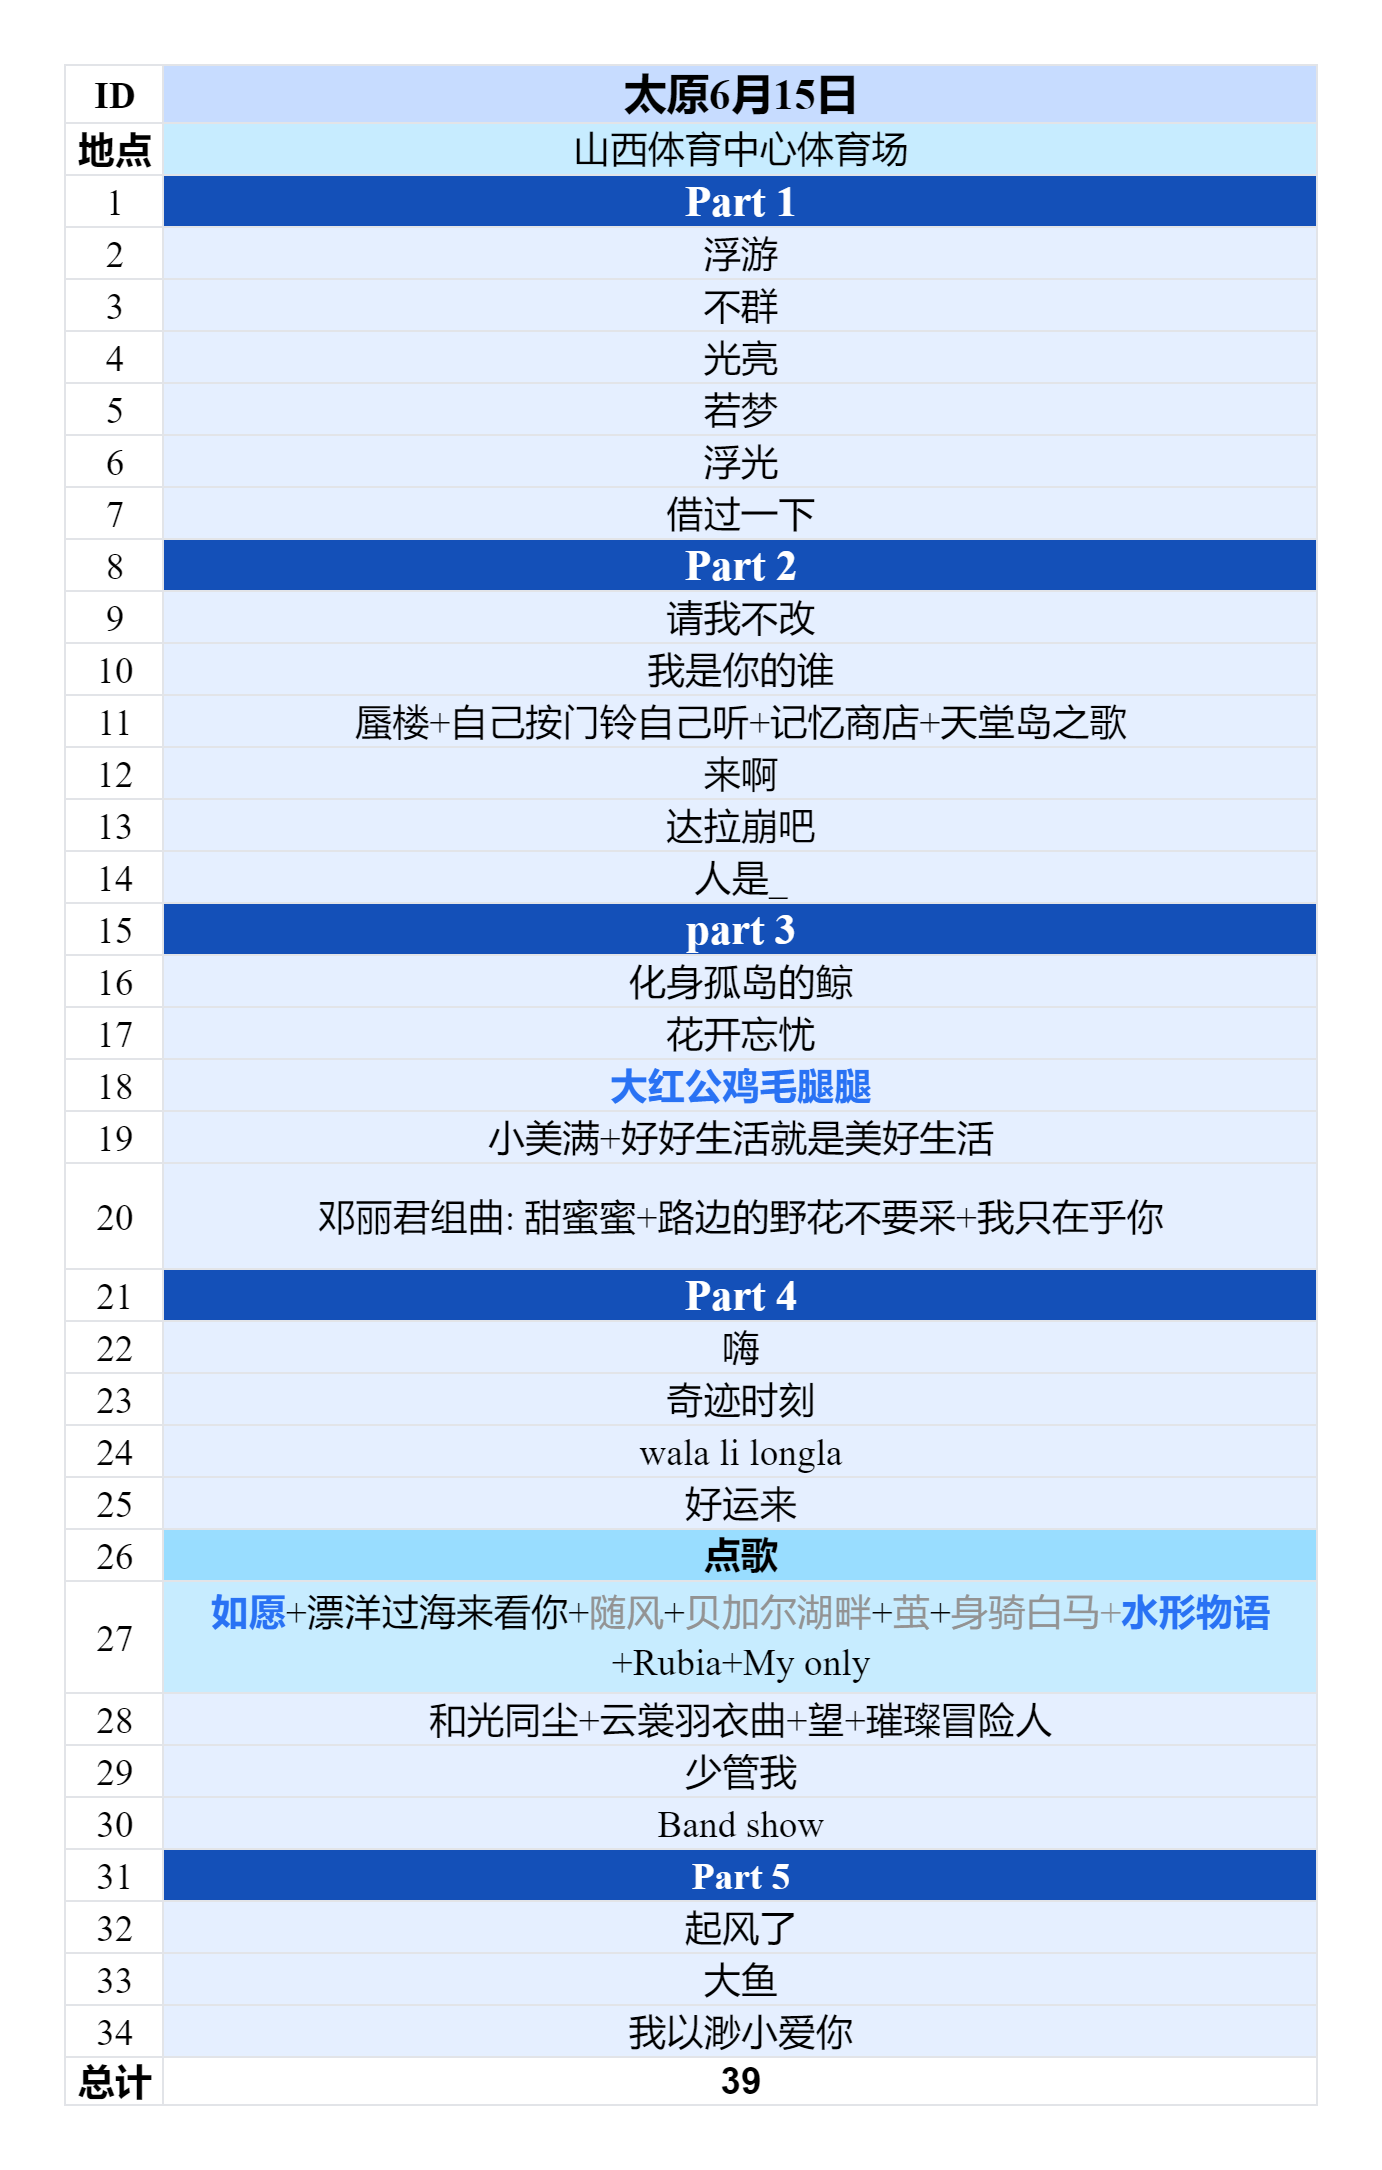 ID 太原6月15日
地点 山西体育中心体育场
1 Part 1
2 浮游
3 不群
4 光亮
5 若梦
6 浮光
7 借过一下
8 Part 2
9 请我不改
10 我是你的谁
11 蜃楼+自己按门铃自己听+记忆商店+天堂岛之歌
12 来啊
13 达拉崩吧
14 人是_
15 part 3
16 化身孤岛的鲸
17 花开忘忧
18 大红公鸡毛腿腿
19 小美满+好好生活就是美好生活
20 邓丽君组曲: 甜蜜蜜+路边的野花不要采+我只在乎你
21 Part 4
22 嗨
23 奇迹时刻
24 wala li longla
25 好运来
26 点歌
27 如愿+漂洋过海来看你+随风+贝加尔湖畔+茧+身骑白马+水形物语
+Rubia+My only
28 和光同尘+云裳羽衣曲+望+璀璨冒险人
29 少管我
30 Band show
31 Part 5
32 起风了
33 大鱼
34 我以渺小爱你
总计 39